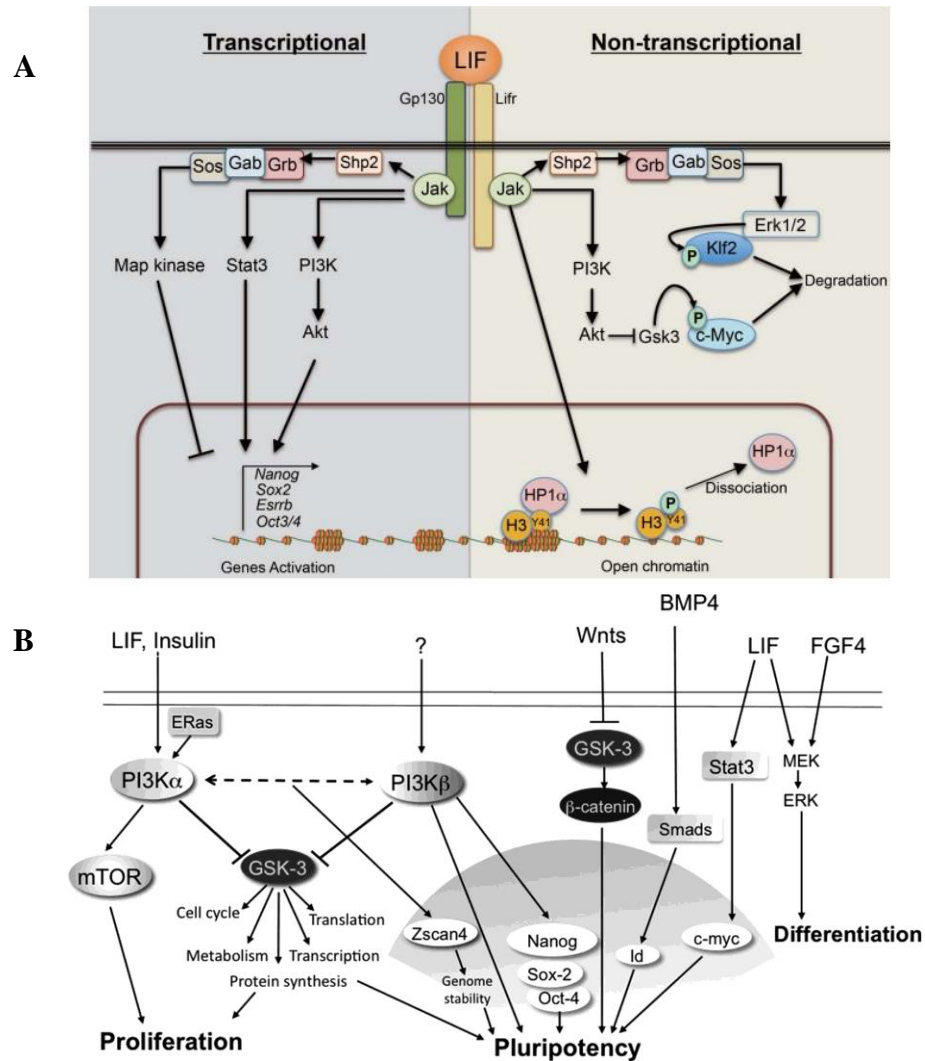 A
Transcriptional
Non-transcriptional
LIF
Gp130
Lifr
Sos
Gab
Grb
Shp2
Jak
Jak
Shp2
Grb
Gab
Sos
Erk1/2
P
Klf2
Map kinase
Stat3
PI3K
PI3K
Degradation
Akt
Akt
Gsk3
P
c-Myc
Nanog
Sox2
Esrrb
Oct3/4
HP1α
H3
Y41
P
H3
Y41
HP1α
Dissociation
Genes Activation
Open chromatin
B
LIF, Insulin
?
Wnts
BMP4
LIF
FGF4
ERas
PI3Kα
PI3Kβ
GSK-3
β-catenin
Stat3
MEK
ERK
Smads
mTOR
GSK-3
Cell cycle
Translation
Metabolism
Transcription
Protein synthesis
Zscan4
Genome
stability
Nanog
Sox-2
Oct-4
Id
c-myc
Differentiation
Proliferation
Pluripotency